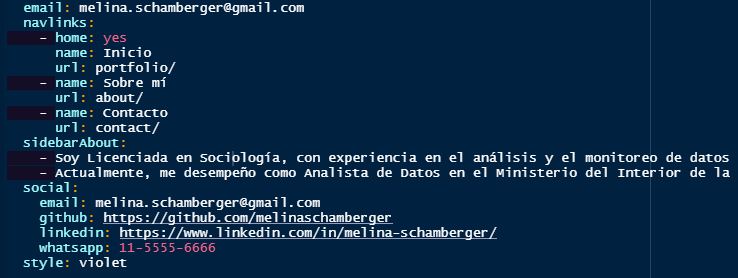 email: melina.schamberger@gmail.com
navlinks:
- home: yes
name: Inicio
url: portfolio/
- name: Sobre mí
url: about/
- name: Contacto
url: contact/
sidebarAbout:
- Soy Licenciada en Sociología, con experiencia en el análisis y el monitoreo de datos
- Actualmente, me desempeño como Analista de Datos en el Ministerio del Interior de la
social:
email: melina.schamberger@gmail.com
github: https://github.com/melinaschamberger
linkedin: https://www.linkedin.com/in/melina-schamberger/
whatsapp: 11-5555-6666
style: violet